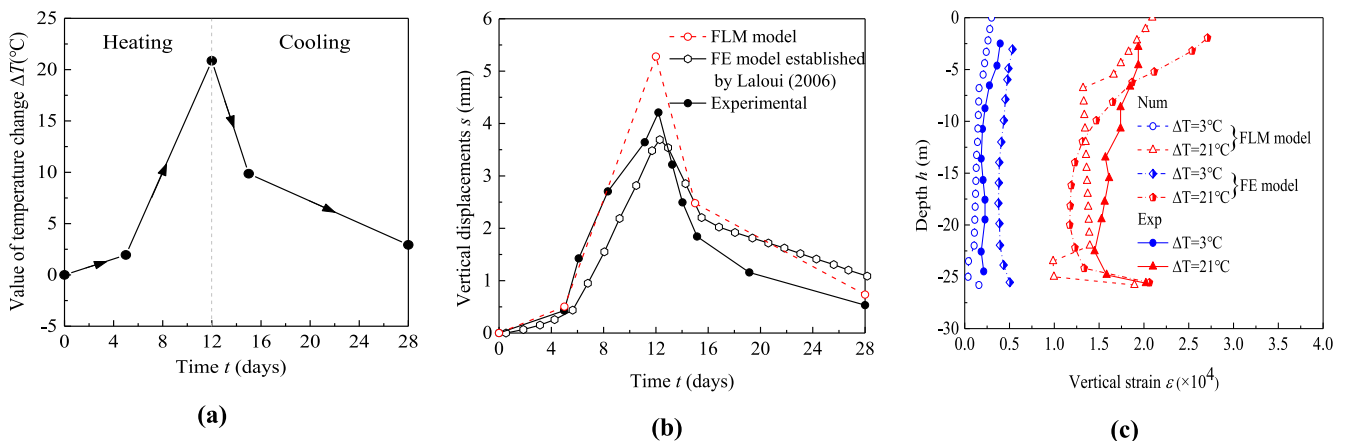 (a)
25
20
15
10
5
0
-5
Value of temperature change ΔT(℃)
Heating
Cooling
0
4
8
12
16
20
24
28
Time t (days)
(b)
6
5
4
3
2
1
0
Vertical displacements s (mm)
FLM model
FE model established
by Laloui (2006)
Experimental
0
4
8
12
16
20
24
28
Time t (days)
(c)
0
-5
-10
-15
-20
-25
-30
Depth h (m)
Num
ΔT=3℃
ΔT=21℃
FLM model
ΔT=3℃
ΔT=21℃
FE model
Exp
ΔT=3℃
ΔT=21℃
0.0
0.5
1.0
1.5
2.0
2.5
3.0
4.0
Vertical strain ε (×10⁴)